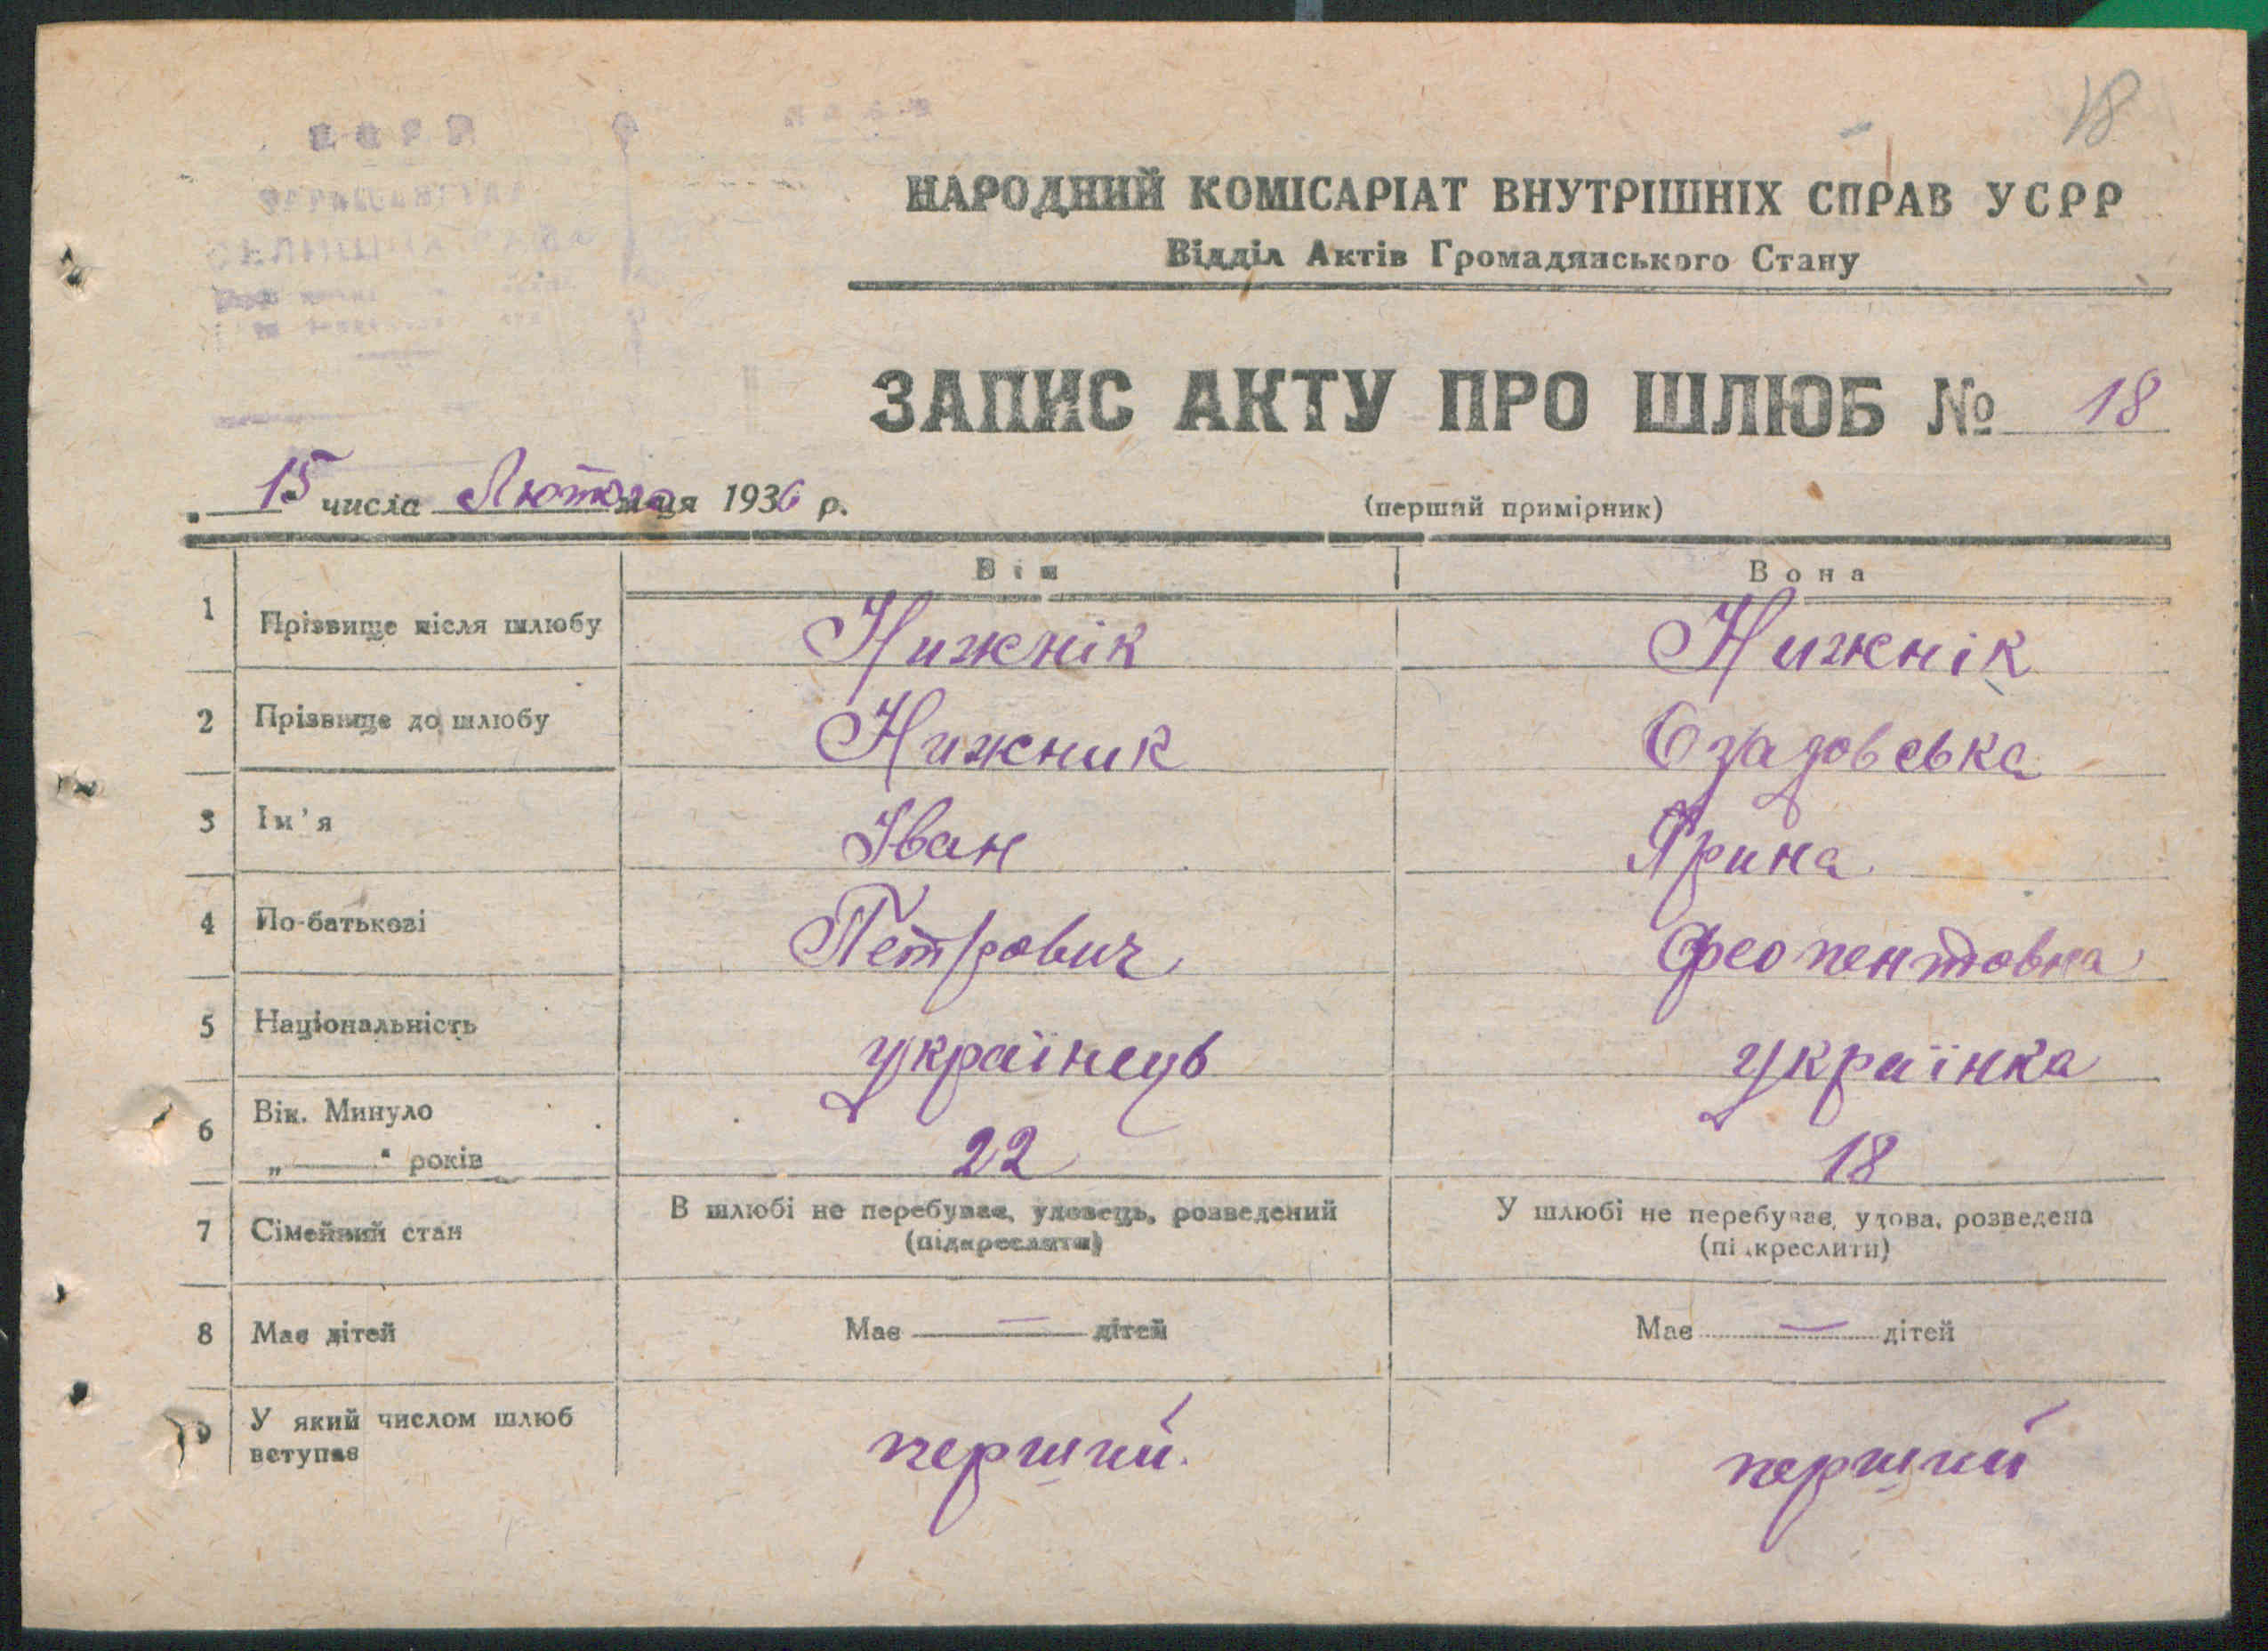 18
НАРОДНИЙ КОМІСАРІАТ ВНУТРІШНІХ СПРАВ УСРР
Відділ Актів Громадянського Стану
ЗАПИС АКТУ ПРО ШЛЮБ № 18
15 числа Лютого м-ця 1936 р.
(перший примірник)
Він Вона
1 Прізвище після шлюбу Нижнік Нижнік
2 Прізвище до шлюбу Нижник Озадовська
3 Ім'я Іван Ярина
4 По-батькові Петрович Феопентовна
5 Національність українець українка
6 Вік. Минуло
„ “ років 22 18
7 Сімейний стан В шлюбі не перебуває, удовець, розведений У шлюбі не перебуває, удова, розведена
(підкреслити) (підкреслити)
8 Має дітей Має — дітей Має — дітей
9 У який числом шлюб
вступає перший. перший